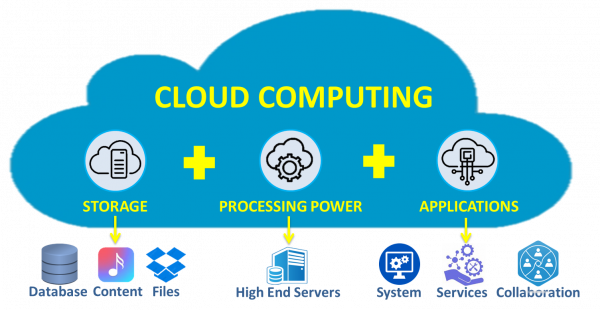 CLOUD COMPUTING
STORAGE
PROCESSING POWER
APPLICATIONS
Database
Content
Files
High End Servers
System
Services
Collaboration